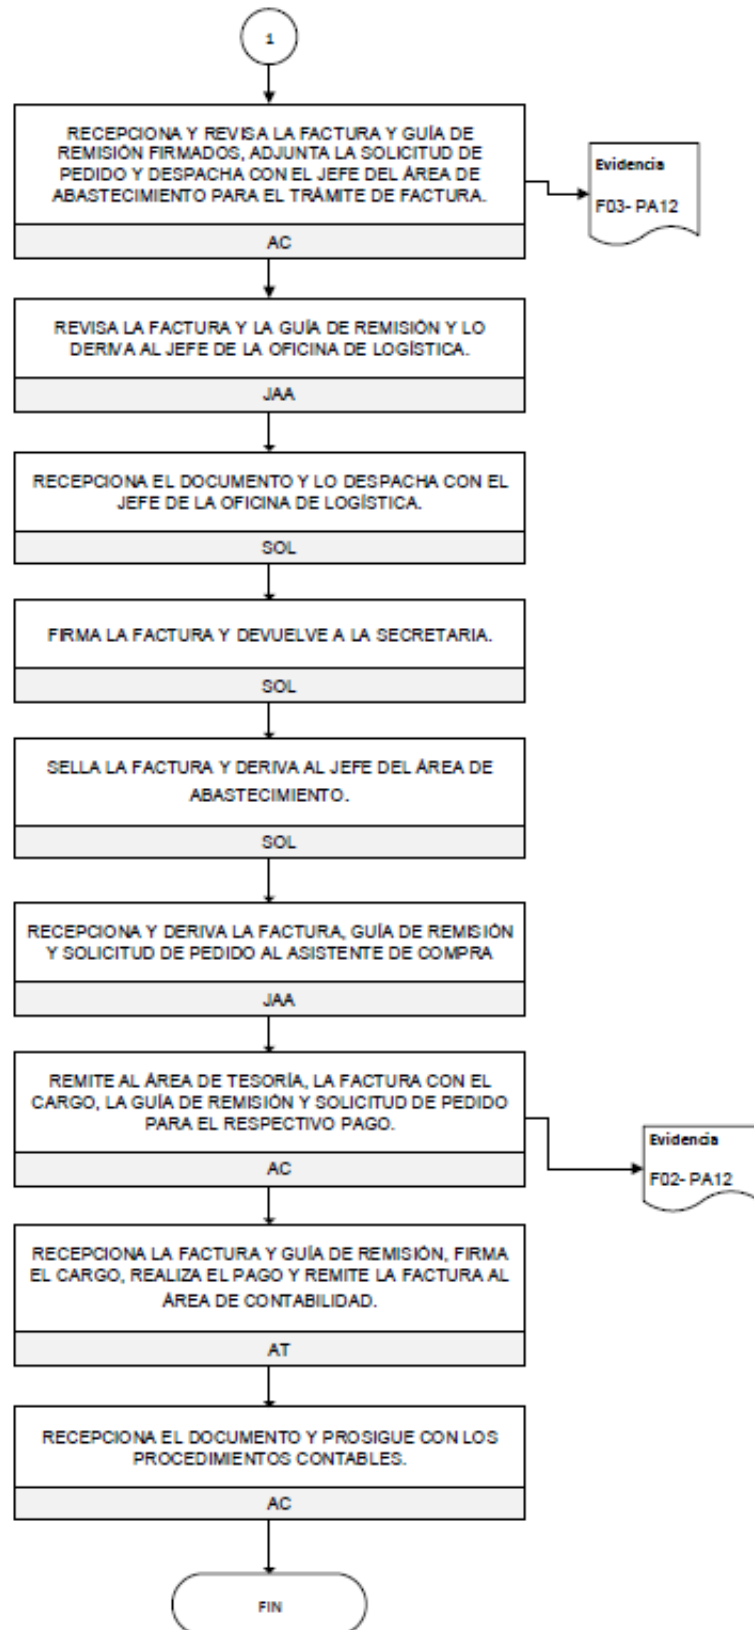 1
RECEPCIONA Y REVISA LA FACTURA Y GUÍA DE
REMISIÓN FIRMADOS, ADJUNTA LA SOLICITUD DE
PEDIDO Y DESPACHA CON EL JEFE DEL ÁREA DE
ABASTECIMIENTO PARA EL TRÁMITE DE FACTURA.
AC
Evidencia
F03- PA12
REVISA LA FACTURA Y LA GUÍA DE REMISIÓN Y LO
DERIVA AL JEFE DE LA OFICINA DE LOGÍSTICA.
JAA
RECEPCIONA EL DOCUMENTO Y LO DESPACHA CON EL
JEFE DE LA OFICINA DE LOGÍSTICA.
SOL
FIRMA LA FACTURA Y DEVUELVE A LA SECRETARIA.
SOL
SELLA LA FACTURA Y DERIVA AL JEFE DEL ÁREA DE
ABASTECIMIENTO.
SOL
RECEPCIONA Y DERIVA LA FACTURA, GUÍA DE REMISIÓN
Y SOLICITUD DE PEDIDO AL ASISTENTE DE COMPRA
JAA
REMITE AL ÁREA DE TESORÍA, LA FACTURA CON EL
CARGO, LA GUÍA DE REMISIÓN Y SOLICITUD DE PEDIDO
PARA EL RESPECTIVO PAGO.
AC
Evidencia
F02- PA12
RECEPCIONA LA FACTURA Y GUÍA DE REMISIÓN, FIRMA
EL CARGO, REALIZA EL PAGO Y REMITE LA FACTURA AL
ÁREA DE CONTABILIDAD.
AT
RECEPCIONA EL DOCUMENTO Y PROSIGUE CON LOS
PROCEDIMIENTOS CONTABLES.
AC
FIN